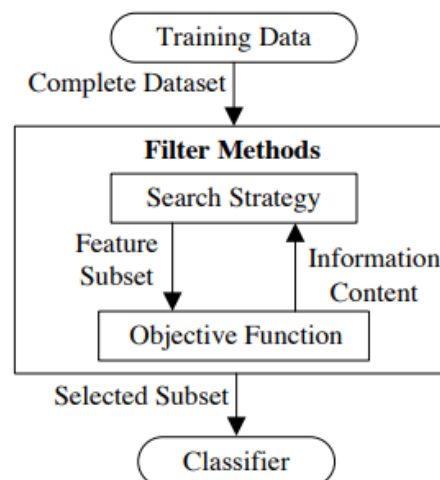 Training Data
Complete Dataset
Filter Methods
Search Strategy
Feature
Subset
Information
Content
Objective Function
Selected Subset
Classifier